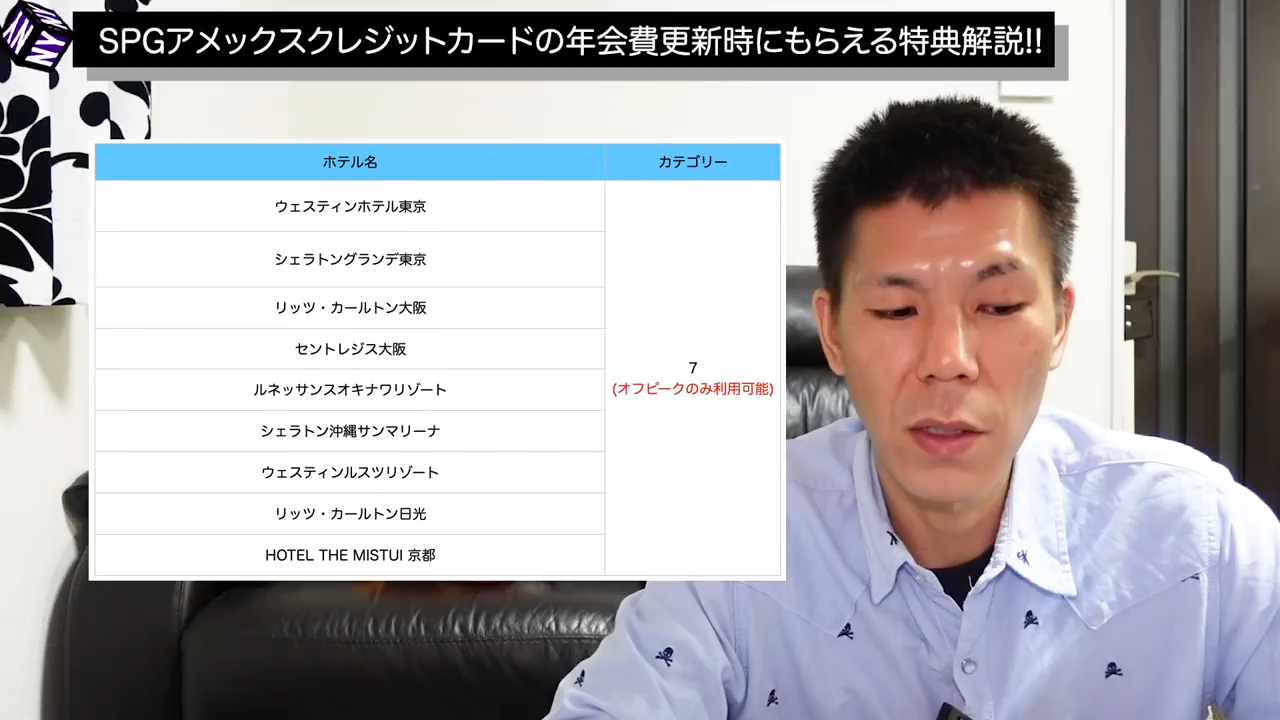 SPGアメックスクレジットカードの年会費更新時にもらえる特典解説!!
ホテル名
カテゴリー
ウェスティンホテル東京
シェラトングランデ東京
リッツ・カールトン大阪
セントレジス大阪
ルネッサンスオキナワリゾート
シェラトン沖縄サンマリーナ
ウェスティンルスツリゾート
リッツ・カールトン日光
HOTEL THE MISTUI 京都
7
(オフピークのみ利用可能)